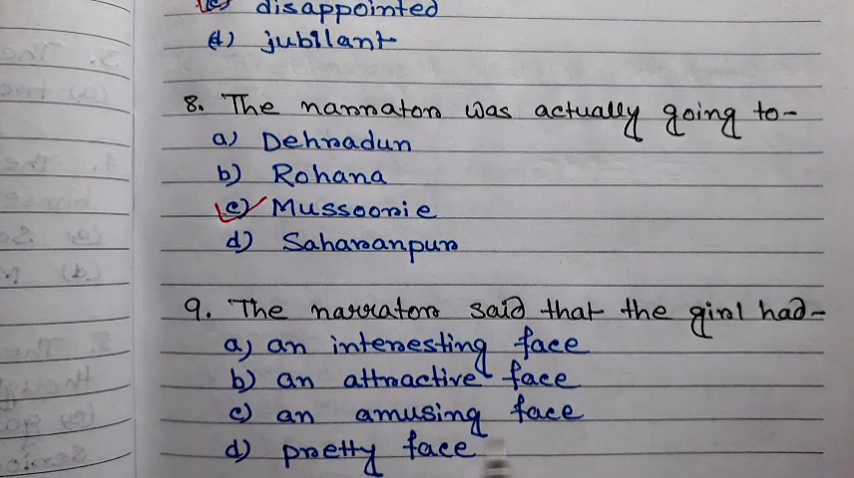 c) disappointed
d) jubilant
8. The narrator was actually going to-
a) Dehradun
b) Rohana
c) Mussoorie
d) Saharanpur
9. The narrator said that the girl had-
a) an interesting face
b) an attractive face
c) an amusing face
d) pretty face